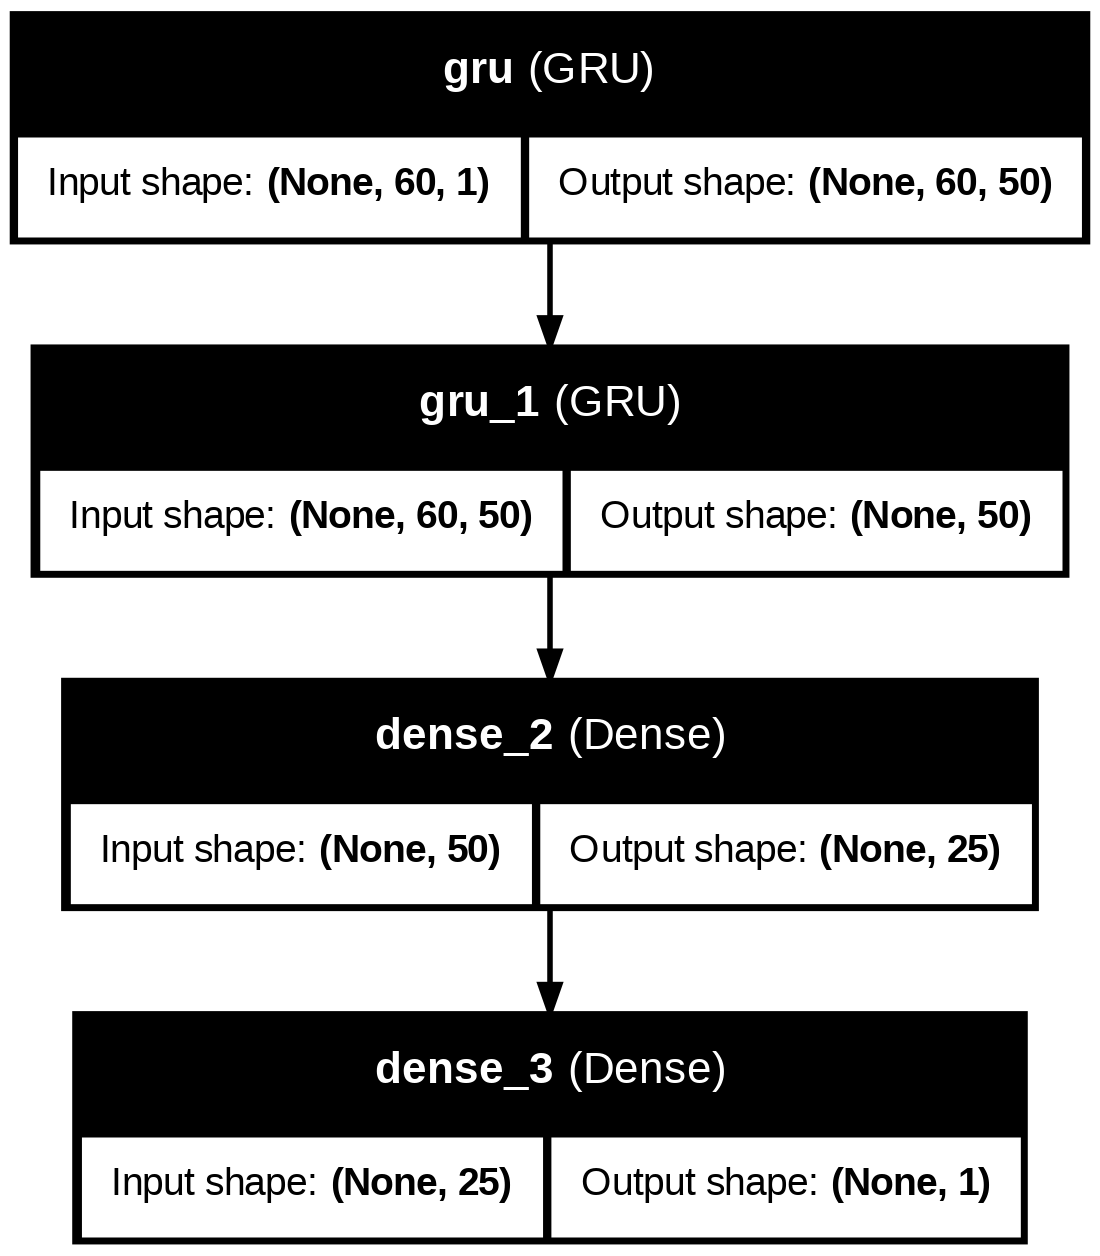 gru (GRU)
Input shape: (None, 60, 1) Output shape: (None, 60, 50)
gru_1 (GRU)
Input shape: (None, 60, 50) Output shape: (None, 50)
dense_2 (Dense)
Input shape: (None, 50) Output shape: (None, 25)
dense_3 (Dense)
Input shape: (None, 25) Output shape: (None, 1)